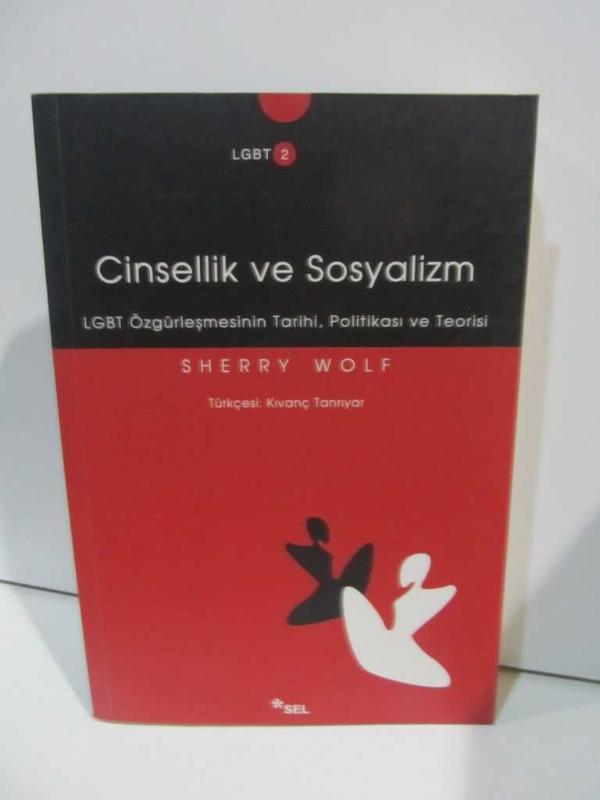 LGBT 2
Cinsellik ve Sosyalizm
LGBT Özgürleşmesinin Tarihi, Politikası ve Teorisi
SHERRY WOLF
Türkçesi: Kıvanç Tanrıyar
*SEL